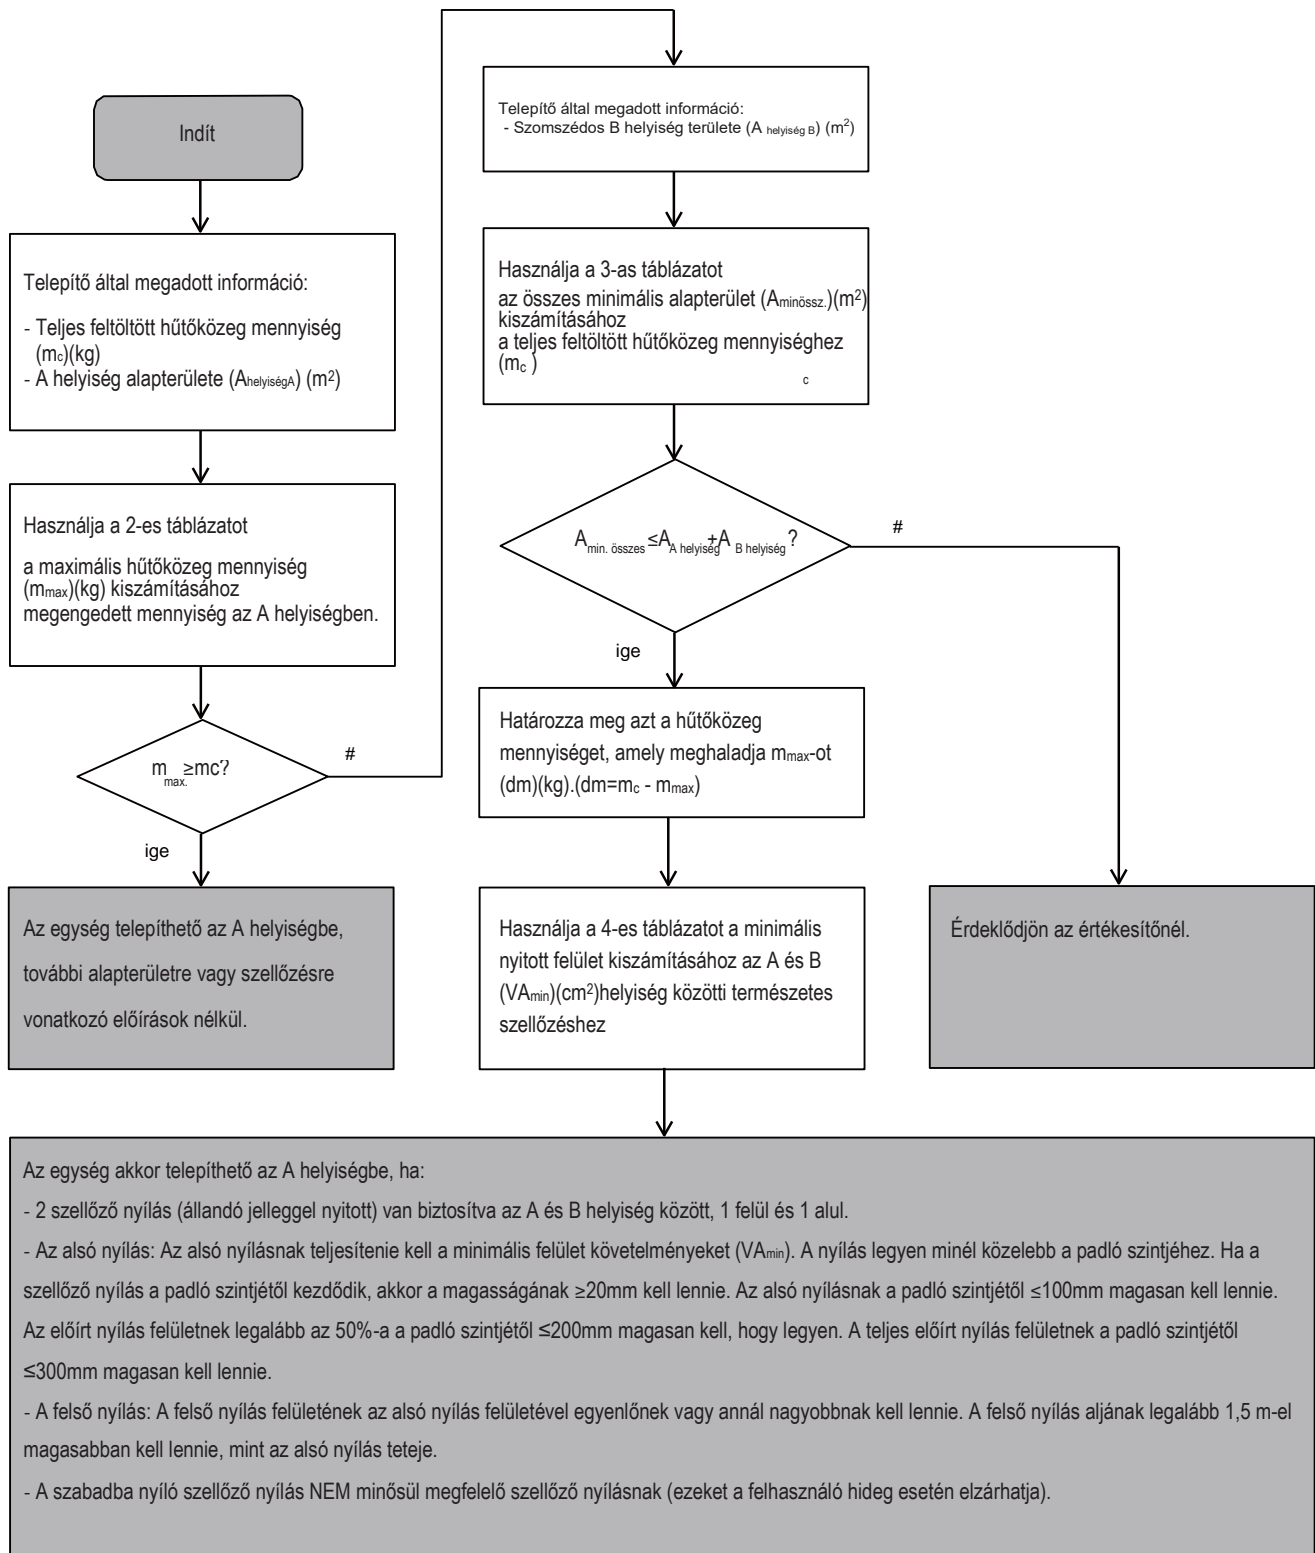 Indít
Telepítő által megadott információ:
- Teljes feltöltött hűtőközeg mennyiség
(mc)(kg)
- A helyiség alapterülete (AhelyiségA) (m²)
Használja a 2-es táblázatot
a maximális hűtőközeg mennyiség
(mmax)(kg) kiszámításához
megengedett mennyiség az A helyiségben.
m max. ≥mc?
#
ige
Az egység telepíthető az A helyiségbe,
további alapterületre vagy szellőzésre
vonatkozó előírások nélkül.
Telepítő által megadott információ:
- Szomszédos B helyiség területe (A helyiség B) (m²)
Használja a 3-as táblázatot
az összes minimális alapterület (Aminössz.)(m²)
kiszámításához
a teljes feltöltött hűtőközeg mennyiséghez
(mc )
c
A min. összes ≤A A helyiség +A B helyiség ?
#
ige
Határozza meg azt a hűtőközeg
mennyiséget, amely meghaladja mmax-ot
(dm)(kg).(dm=mc - mmax)
Használja a 4-es táblázatot a minimális
nyitott felület kiszámításához az A és B
(VAmin)(cm²)helyiség közötti természetes
szellőzéshez
Érdeklődjön az értékesítőnél.
Az egység akkor telepíthető az A helyiségbe, ha:
- 2 szellőző nyílás (állandó jelleggel nyitott) van biztosítva az A és B helyiség között, 1 felül és 1 alul.
- Az alsó nyílás: Az alsó nyílásnak teljesítenie kell a minimális felület követelményeket (VAmin). A nyílás legyen minél közelebb a padló szintjéhez. Ha a
szellőző nyílás a padló szintjétől kezdődik, akkor a magasságának ≥20mm kell lennie. Az alsó nyílásnak a padló szintjétől ≤100mm magasan kell lennie.
Az előírt nyílás felületnek legalább az 50%-a a padló szintjétől ≤200mm magasan kell, hogy legyen. A teljes előírt nyílás felületnek a padló szintjétől
≤300mm magasan kell lennie.
- A felső nyílás: A felső nyílás felületének az alsó nyílás felületével egyenlőnek vagy annál nagyobbnak kell lennie. A felső nyílás aljának legalább 1,5 m-el
magasabban kell lennie, mint az alsó nyílás teteje.
- A szabadba nyíló szellőző nyílás NEM minősül megfelelő szellőző nyílásnak (ezeket a felhasználó hideg esetén elzárhatja).